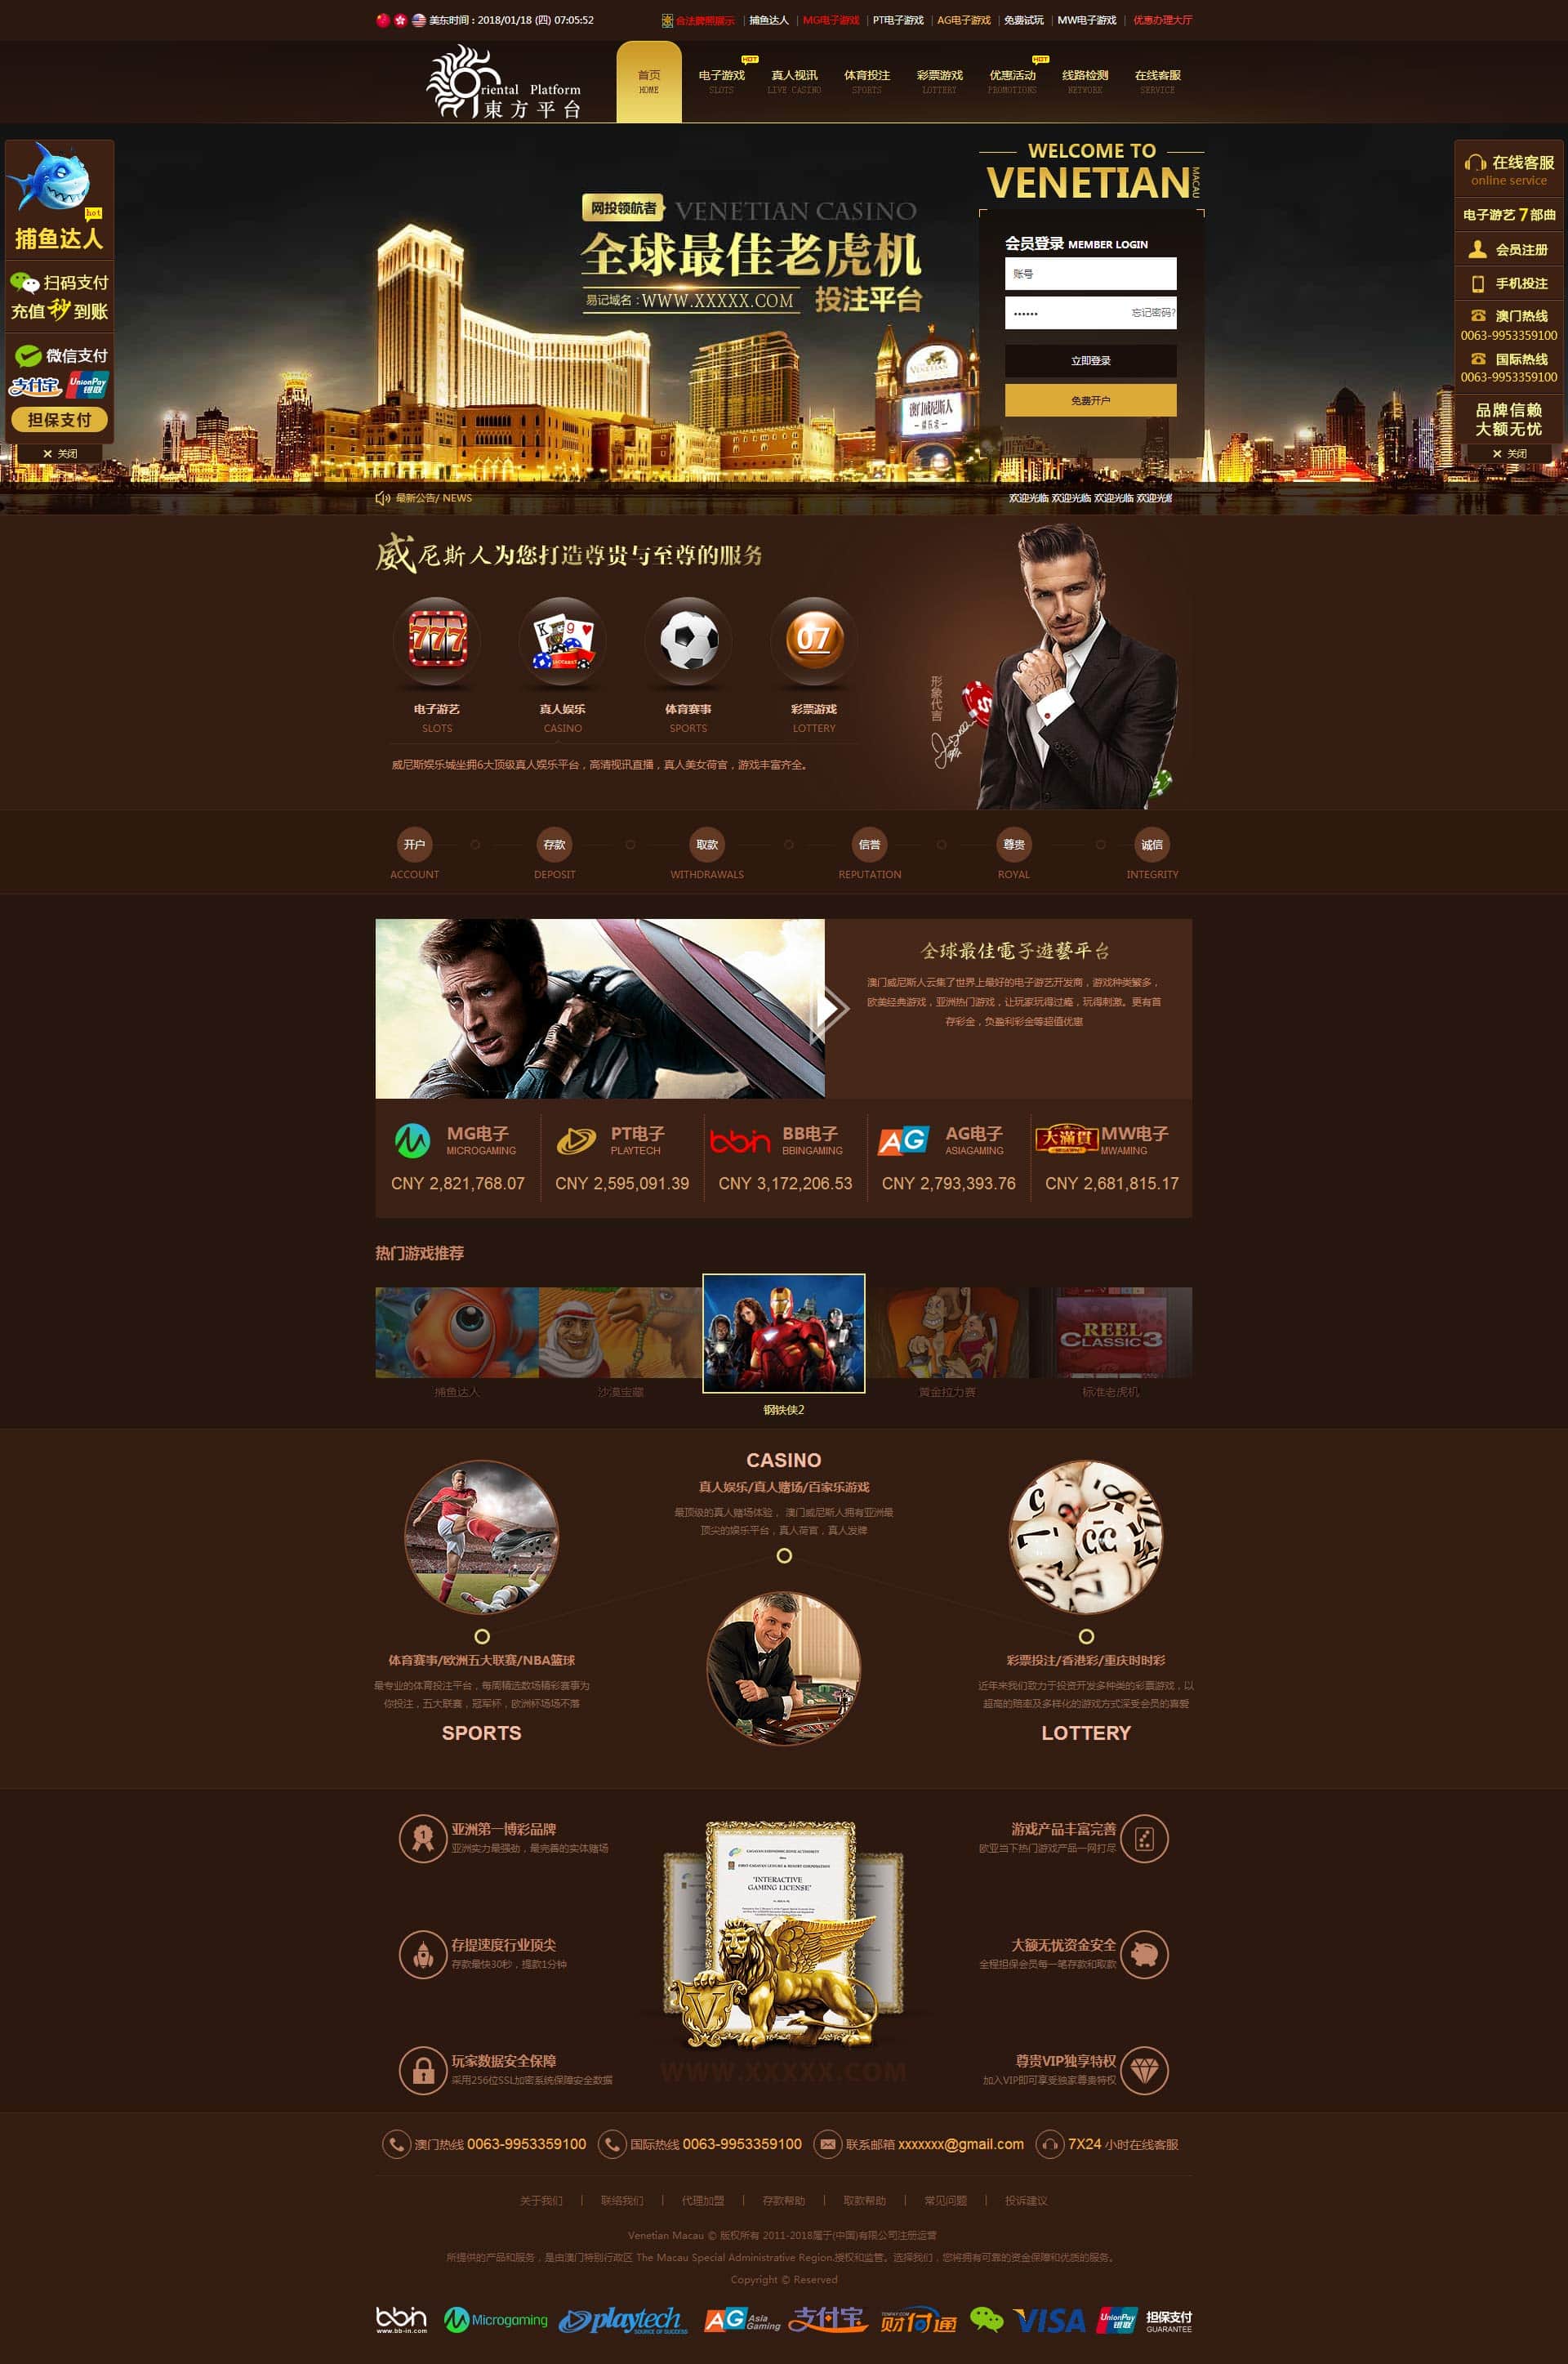 美东时间 : 2018/01/18 (四) 07:05:52
合法牌照展示 | 捕鱼达人 | MG电子游戏 | PT电子游戏 | AG电子游戏 | 免费试玩 | MW电子游戏 | 优惠办理大厅
Oriental Platform
東方平台
首页 电子游戏 真人视讯 体育投注 彩票游戏 优惠活动 线路检测 在线客服
HOME SLOTS LIVE CASINO SPORTS LOTTERY PROMOTIONS NETWORK SERVICE
HOT
HOT
hot
捕鱼达人
扫码支付
充值秒到账
微信支付
支付宝 UnionPay 银联
担保支付
✕ 关闭
网投领航者 VENETIAN CASINO
全球最佳老虎机
易记域名 : WWW.XXXXX.COM 投注平台
VENETIAN
澳门威尼斯人
WELCOME TO
VENETIAN MACAU
会员登录 MEMBER LOGIN
账号
•••••• 忘记密码?
立即登录
免费开户
在线客服
online service
电子游艺 7 部曲
会员注册
手机投注
澳门热线
0063-9953359100
国际热线
0063-9953359100
品牌信赖
大额无忧
✕ 关闭
最新公告/ NEWS
欢迎光临 欢迎光临 欢迎光临 欢迎光临
威尼斯人为您打造尊贵与至尊的服务
777
K 9
07
电子游艺 真人娱乐 体育赛事 彩票游戏
SLOTS CASINO SPORTS LOTTERY
威尼斯娱乐城坐拥6大顶级真人娱乐平台，高清视讯直播，真人美女荷官，游戏丰富齐全。
形象代言
开户 存款 取款 信誉 尊贵 诚信
ACCOUNT DEPOSIT WITHDRAWALS REPUTATION ROYAL INTEGRITY
全球最佳電子遊藝平台
澳门威尼斯人云集了世界上最好的电子游艺开发商，游戏种类繁多，
欧美经典游戏，亚洲热门游戏，让玩家玩得过瘾，玩得刺激。更有首
存彩金，负盈利彩金等超值优惠
MG电子
MICROGAMING
CNY 2,821,768.07
PT电子
PLAYTECH
CNY 2,595,091.39
bbin
BB电子
BBINGAMING
CNY 3,172,206.53
AG
AG电子
ASIAGAMING
CNY 2,793,393.76
大滿貫
MW电子
MWAMING
CNY 2,681,815.17
热门游戏推荐
REEL
CLASSIC 3
捕鱼达人 沙漠宝藏 钢铁侠2 黄金拉力赛 标准老虎机
CASINO
真人娱乐/真人赌场/百家乐游戏
最顶级的真人赌场体验， 澳门威尼斯人拥有亚洲最
顶尖的娱乐平台，真人荷官，真人发牌
体育赛事/欧洲五大联赛/NBA篮球
最专业的体育投注平台，每周精选数场精彩赛事为
你投注，五大联赛，冠军杯，欧洲杯场场不落
SPORTS
彩票投注/香港彩/重庆时时彩
近年来我们致力于投资开发多种类的彩票游戏，以
超高的赔率及多样化的游戏方式深受会员的喜爱
LOTTERY
亚洲第一博彩品牌
亚洲实力最强劲，最完善的实体赌场
存提速度行业顶尖
存款最快30秒，提款1分钟
玩家数据安全保障
采用256位SSL加密系统保障安全数据
"INTERACTIVE
GAMING LICENSE"
V
WWW.XXXXX.COM
游戏产品丰富完善
欧亚当下热门游戏产品一网打尽
大额无忧资金安全
全程担保会员每一笔存款和取款
尊贵VIP独享特权
加入VIP即可享受独家尊贵特权
澳门热线 0063-9953359100 国际热线 0063-9953359100 联系邮箱 xxxxxxx@gmail.com 7X24 小时在线客服
关于我们 | 联络我们 | 代理加盟 | 存款帮助 | 取款帮助 | 常见问题 | 投诉建议
Venetian Macau © 版权所有 2011-2018属于(中国)有限公司注册运营
所提供的产品和服务，是由澳门特别行政区 The Macau Special Administrative Region.授权和监管。选择我们，您将拥有可靠的资金保障和优质的服务。
Copyright © Reserved
bbin www.bb-in.com Microgaming playtech SOURCE OF SUCCESS AG Asia Gaming 支付宝 财付通 VISA UnionPay 银联 担保支付 GUARANTEE